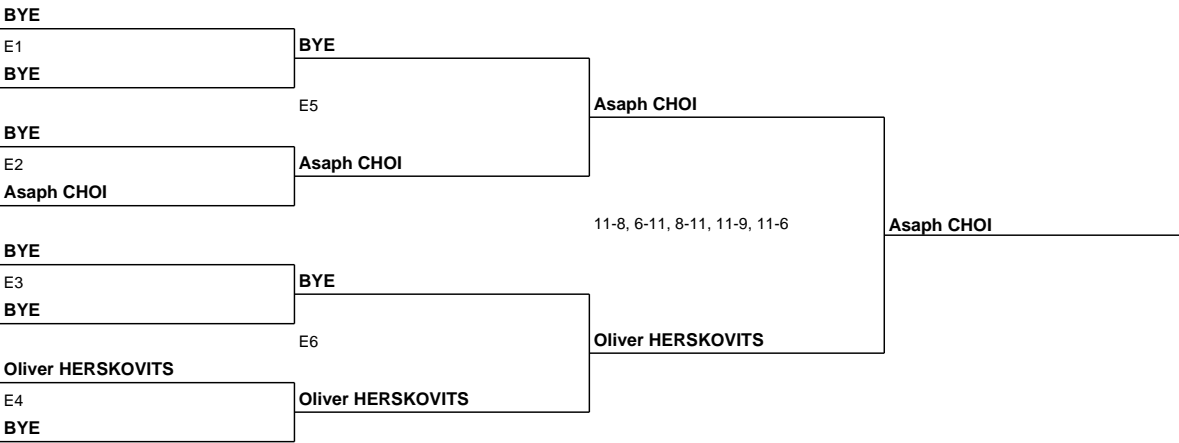 BYE
E1
BYE
BYE
E5
Asaph CHOI
BYE
E2
Asaph CHOI
Asaph CHOI
11-8, 6-11, 8-11, 11-9, 11-6
Asaph CHOI
BYE
E3
BYE
BYE
E6
Oliver HERSKOVITS
Oliver HERSKOVITS
E4
Oliver HERSKOVITS
BYE